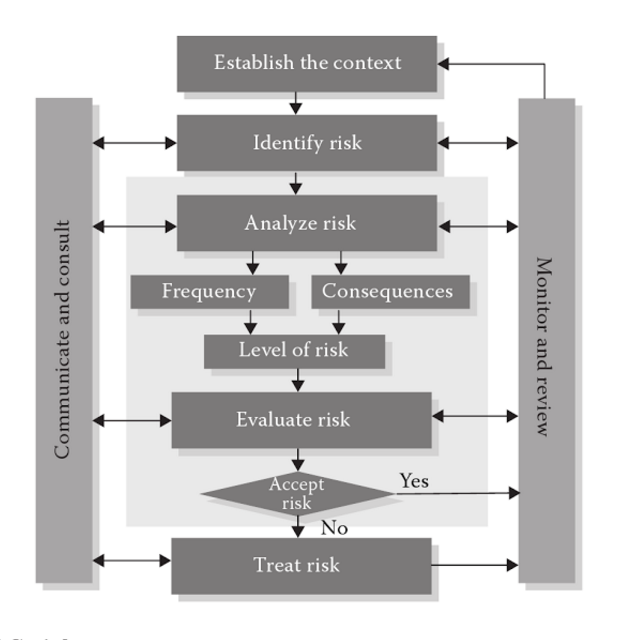 Establish the context
Identify risk
Analyze risk
Frequency
Consequences
Level of risk
Evaluate risk
Accept
risk
Yes
No
Treat risk
Communicate and consult
Monitor and review